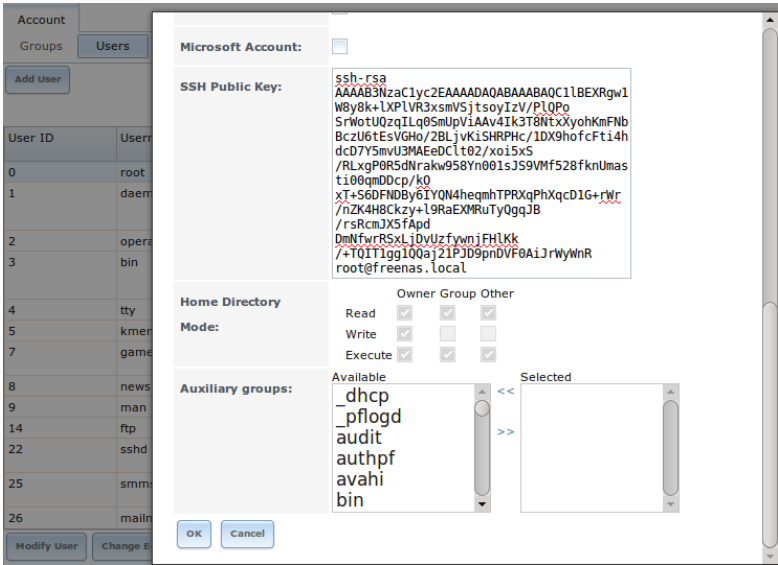 Account
Groups Users
Add User
User ID Usern
0 root
1 daem
2 opera
3 bin
4 tty
5 kmem
7 game
8 news
9 man
14 ftp
22 sshd
25 smms
26 mailn
Modify User Change E
Microsoft Account:
SSH Public Key:
ssh-rsa
AAAAB3NzaC1yc2EAAAADAQABAAABAQC1lBEXRgw1
W8y8k+lXPlVR3xsmVSjtsoyIzV/PlQPo
SrWotUQzqILq0SmUpViAAv4Ik3T8NtxXyohKmFNb
BczU6tEsVGHo/2BLjvKiSHRPHc/1DX9hofcFti4h
dcD7Y5mvU3MAEeDClt02/xoi5xS
/RLxgP0R5dNrakw958Yn001sJS9VMf528fknUmas
ti00qmDDcp/kO
xT+S6DFNDBy6IYQN4heqmhTPRXqPhXqcD1G+rWr
/nZK4H8Ckzy+l9RaEXMRuTyQgqJB
/rsRcmJX5fApd
DmNfwrRSxLjDvUzfywnjFHlKk
/+TQIT1gg1QQaj21PJD9pnDVF0AiJrWyWnR
root@freenas.local
Home Directory
Mode:
Owner Group Other
Read
Write
Execute
Auxiliary groups:
Available
_dhcp
_pflogd
audit
authpf
avahi
bin
<<
>>
Selected
OK Cancel